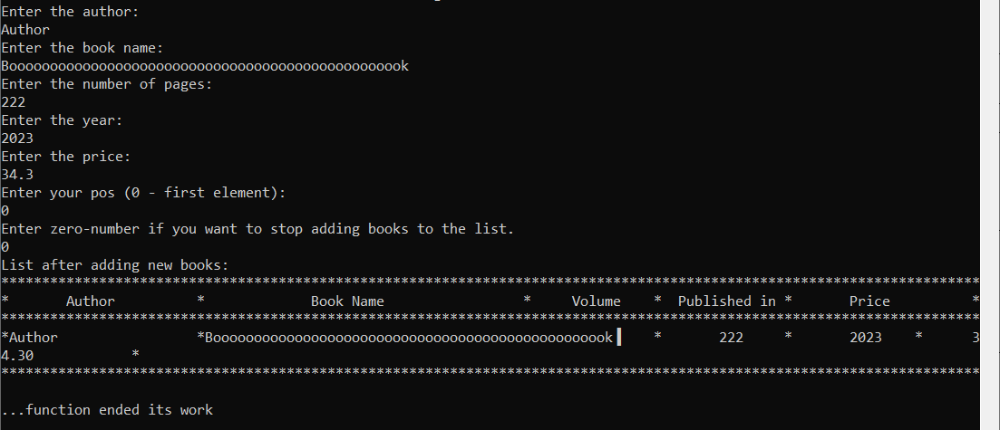 Enter the author:
Author
Enter the book name:
Booooooooooooooooooooooooooooooooooooooooooooooook
Enter the number of pages:
222
Enter the year:
2023
Enter the price:
34.3
Enter your pos (0 - first element):
0
Enter zero-number if you want to stop adding books to the list.
0
List after adding new books:
************************************************************************************************************************
*       Author          *             Book Name                 *     Volume    *  Published in *       Price          *
************************************************************************************************************************
*Author                 *Booooooooooooooooooooooooooooooooooooooooooooooook▌    *       222     *       2023    *      3
4.30            *
************************************************************************************************************************
...function ended its work